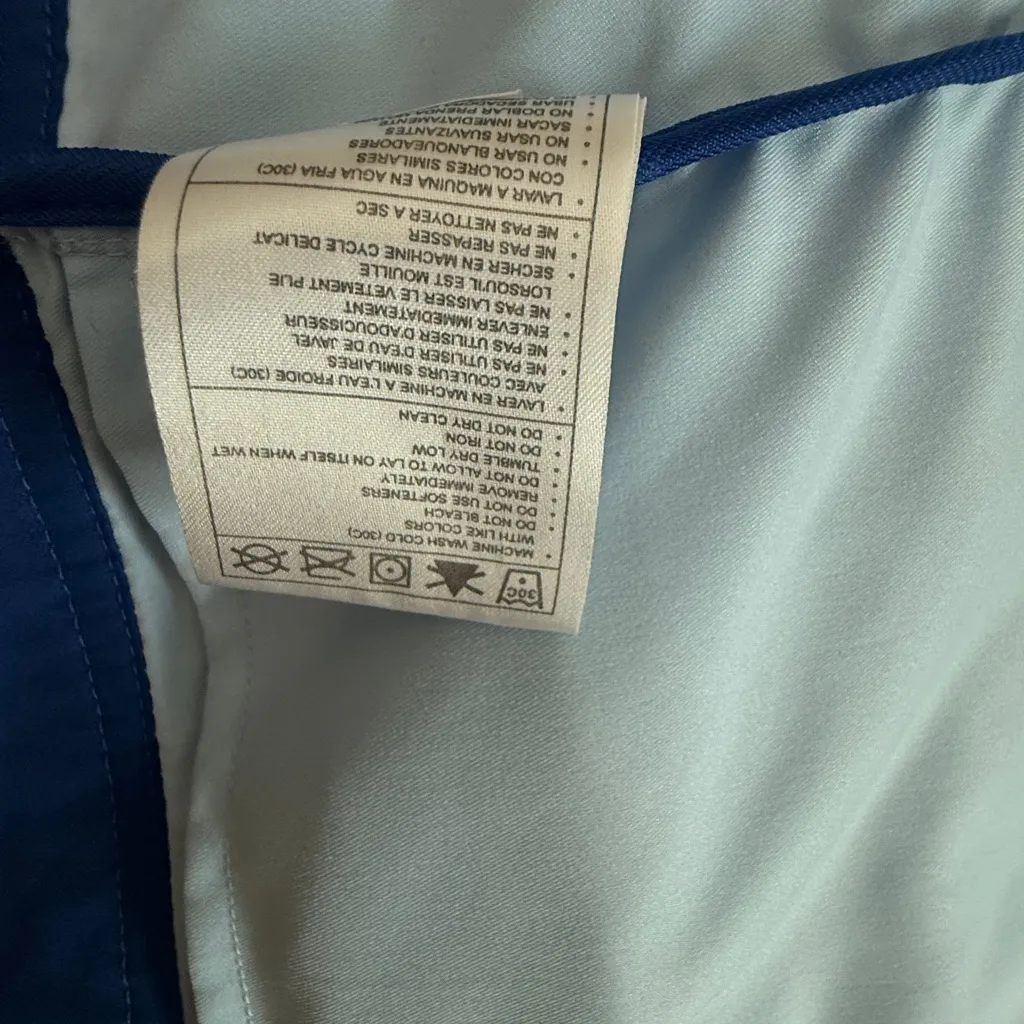 30C
• MACHINE WASH COLD (30C)
WITH LIKE COLORS
• DO NOT BLEACH
• DO NOT USE SOFTENERS
• REMOVE IMMEDIATELY
• DO NOT ALLOW TO LAY ON ITSELF WHEN WET
• TUMBLE DRY LOW
• DO NOT IRON
• DO NOT DRY CLEAN
• LAVER EN MACHINE A L'EAU FROIDE (30C)
AVEC COULEURS SIMILAIRES
• NE PAS UTILISER D'EAU DE JAVEL
• NE PAS UTILISER D'ADOUCISSEUR
• ENLEVER IMMEDIATEMENT
• NE PAS LAISSER LE VETEMENT PLIE
LORSQU'IL EST MOUILLE
• SECHER EN MACHINE CYCLE DELICAT
• NE PAS REPASSER
• NE PAS NETTOYER A SEC
• LAVAR A MAQUINA EN AGUA FRIA (30C)
CON COLORES SIMILARES
• NO USAR BLANQUEADORES
• NO USAR SUAVIZANTES
• SACAR INMEDIATAMENTE
• NO DOBLAR PRENDA
• USAR